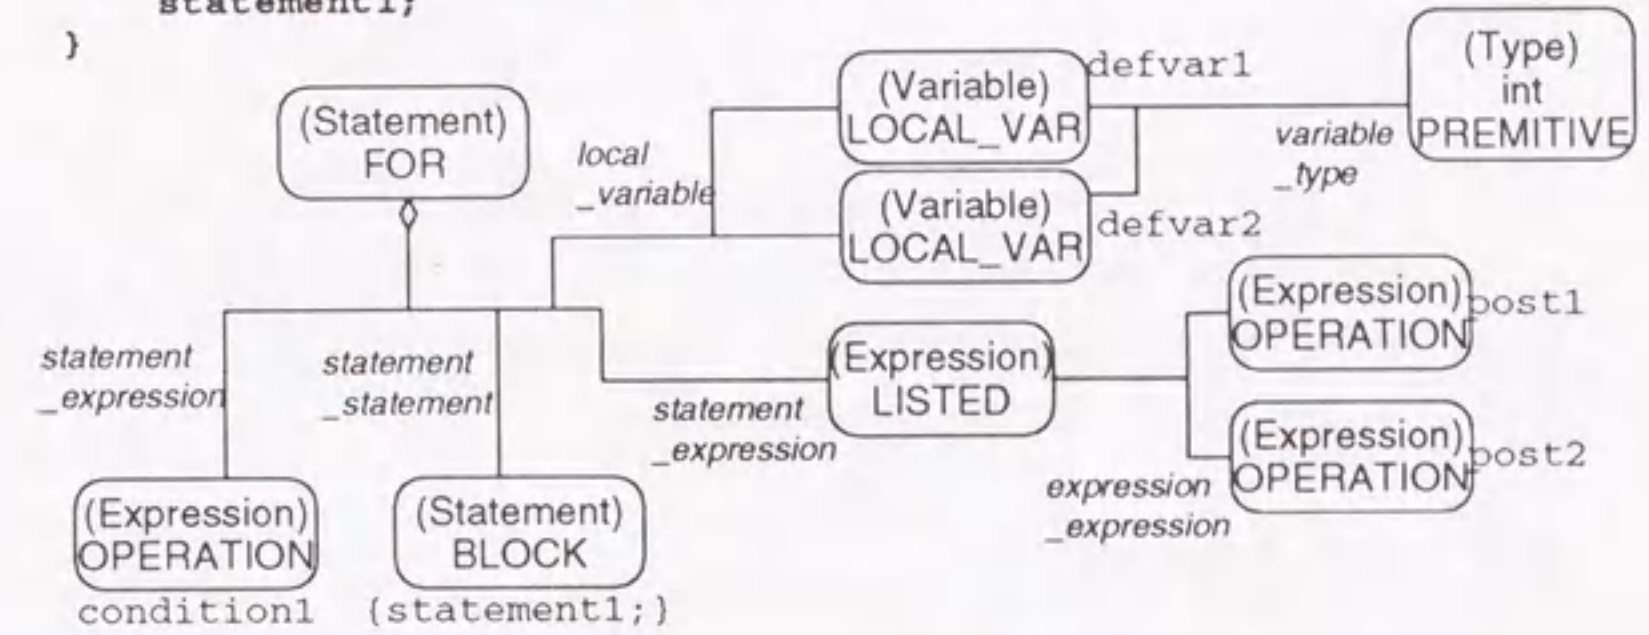 statement1;
}
(Statement)
FOR
local
_variable
(Variable)
LOCAL_VAR
defvar1
(Variable)
LOCAL_VAR
defvar2
variable
_type
(Type)
int
PREMITIVE
statement
_expression
statement
_statement
statement
_expression
(Expression)
LISTED
(Expression)
OPERATION
post1
(Expression)
OPERATION
post2
expression
_expression
(Expression)
OPERATION
condition1
(Statement)
BLOCK
{statement1;}